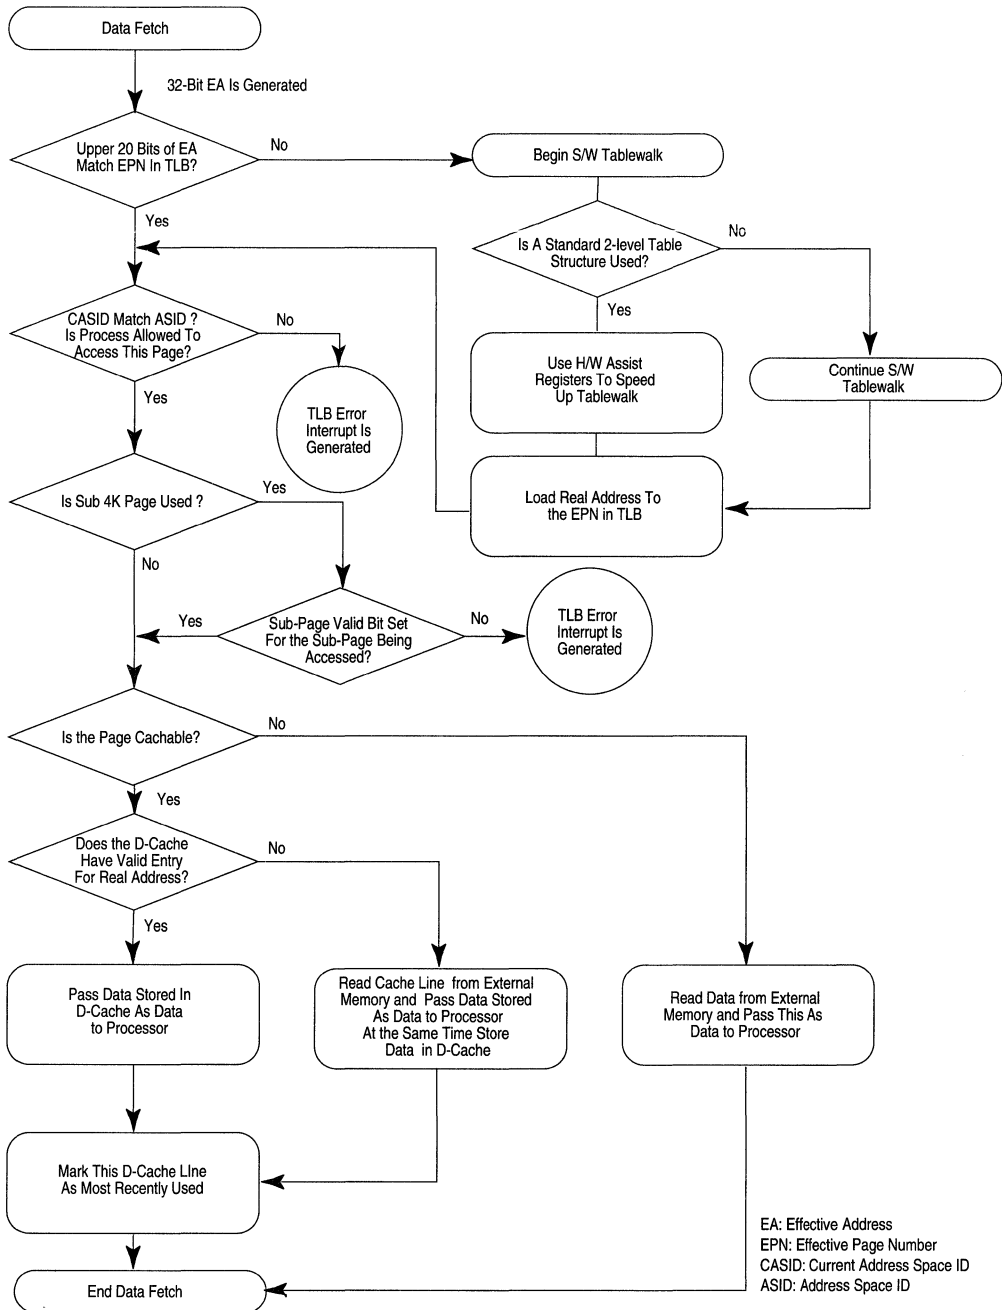 Data Fetch
32-Bit EA Is Generated
Upper 20 Bits of EA
Match EPN In TLB?
No
Begin S/W Tablewalk
Yes
Is A Standard 2-level Table
Structure Used?
No
Yes
CASID Match ASID ?
Is Process Allowed To
Access This Page?
No
Yes
TLB Error
Interrupt Is
Generated
Use H/W Assist
Registers To Speed
Up Tablewalk
Continue S/W
Tablewalk
Load Real Address To
the EPN in TLB
Is Sub 4K Page Used ?
Yes
No
Sub-Page Valid Bit Set
For the Sub-Page Being
Accessed?
Yes
No
TLB Error
Interrupt Is
Generated
Is the Page Cachable?
No
Yes
Does the D-Cache
Have Valid Entry
For Real Address?
No
Yes
Pass Data Stored In
D-Cache As Data
to Processor
Read Cache Line from External
Memory and Pass Data Stored
As Data to Processor
At the Same Time Store
Data in D-Cache
Read Data from External
Memory and Pass This As
Data to Processor
Mark This D-Cache LIne
As Most Recently Used
End Data Fetch
EA: Effective Address
EPN: Effective Page Number
CASID: Current Address Space ID
ASID: Address Space ID